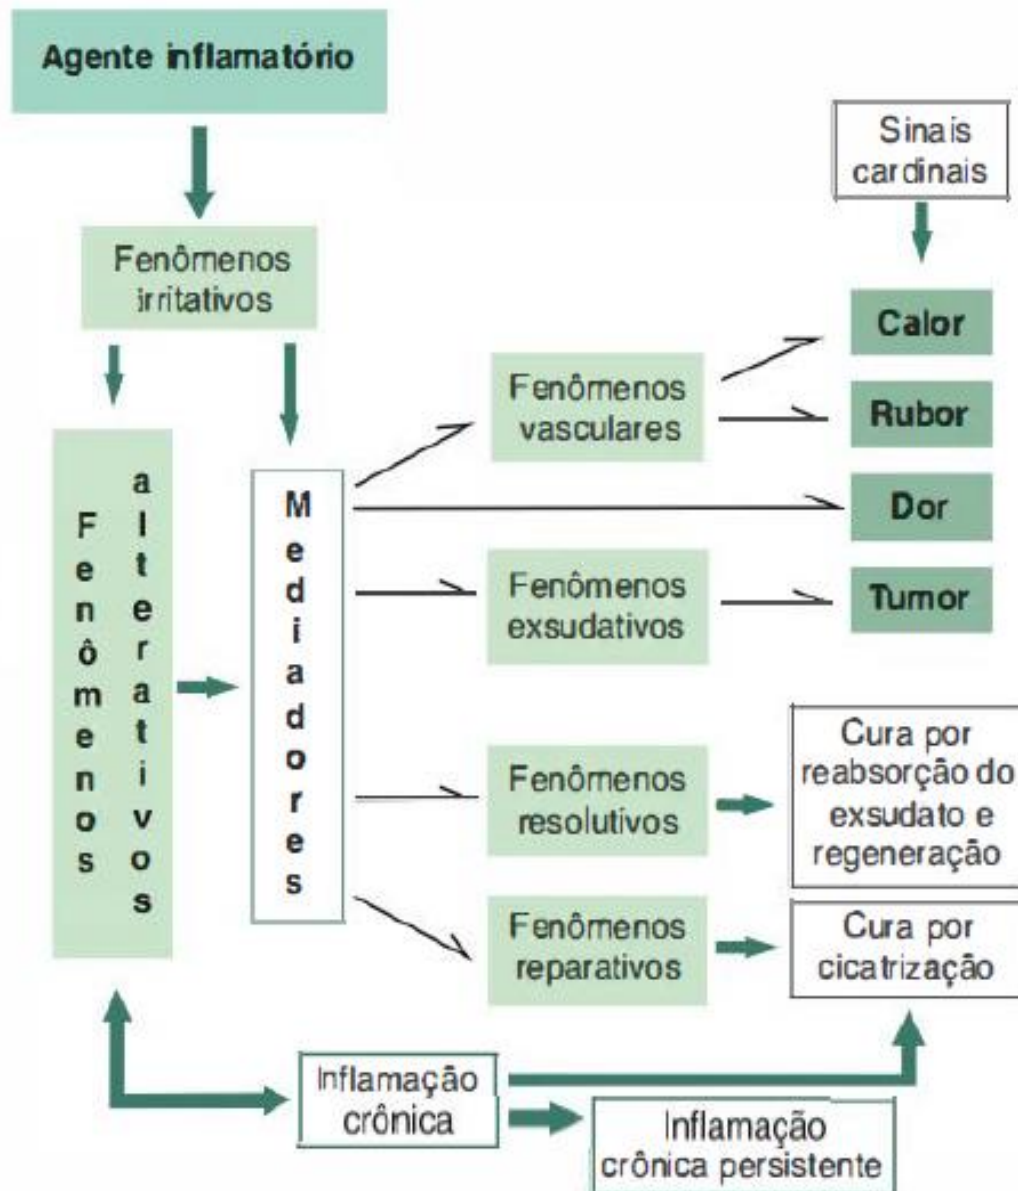 Agente inflamatório
Sinais
cardinais
Fenômenos
irritativos
Calor
Fenômenos
vasculares
Rubor
Fenômenos
alterativos
Mediadores
Dor
Fenômenos
exsudativos
Tumor
Fenômenos
resolutivos
Cura por
reabsorção do
exsudato e
regeneração
Fenômenos
reparativos
Cura por
cicatrização
Inflamação
crônica
Inflamação
crônica persistente